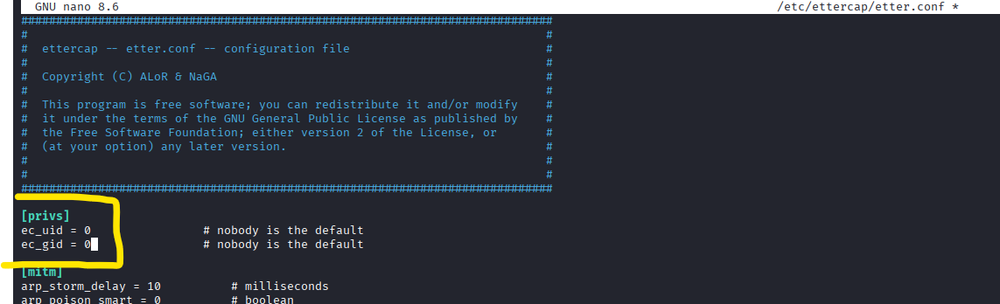 GNU nano 8.6 /etc/ettercap/etter.conf *
############################################################################
# #
# ettercap -- etter.conf -- configuration file #
# #
# Copyright (C) ALoR & NaGA #
# #
# This program is free software; you can redistribute it and/or modify #
# it under the terms of the GNU General Public License as published by #
# the Free Software Foundation; either version 2 of the License, or #
# (at your option) any later version. #
# #
# #
############################################################################
[privs]
ec_uid = 0 # nobody is the default
ec_gid = 0 # nobody is the default
[mitm]
arp_storm_delay = 10 # milliseconds
arp_poison_smart = 0 # boolean